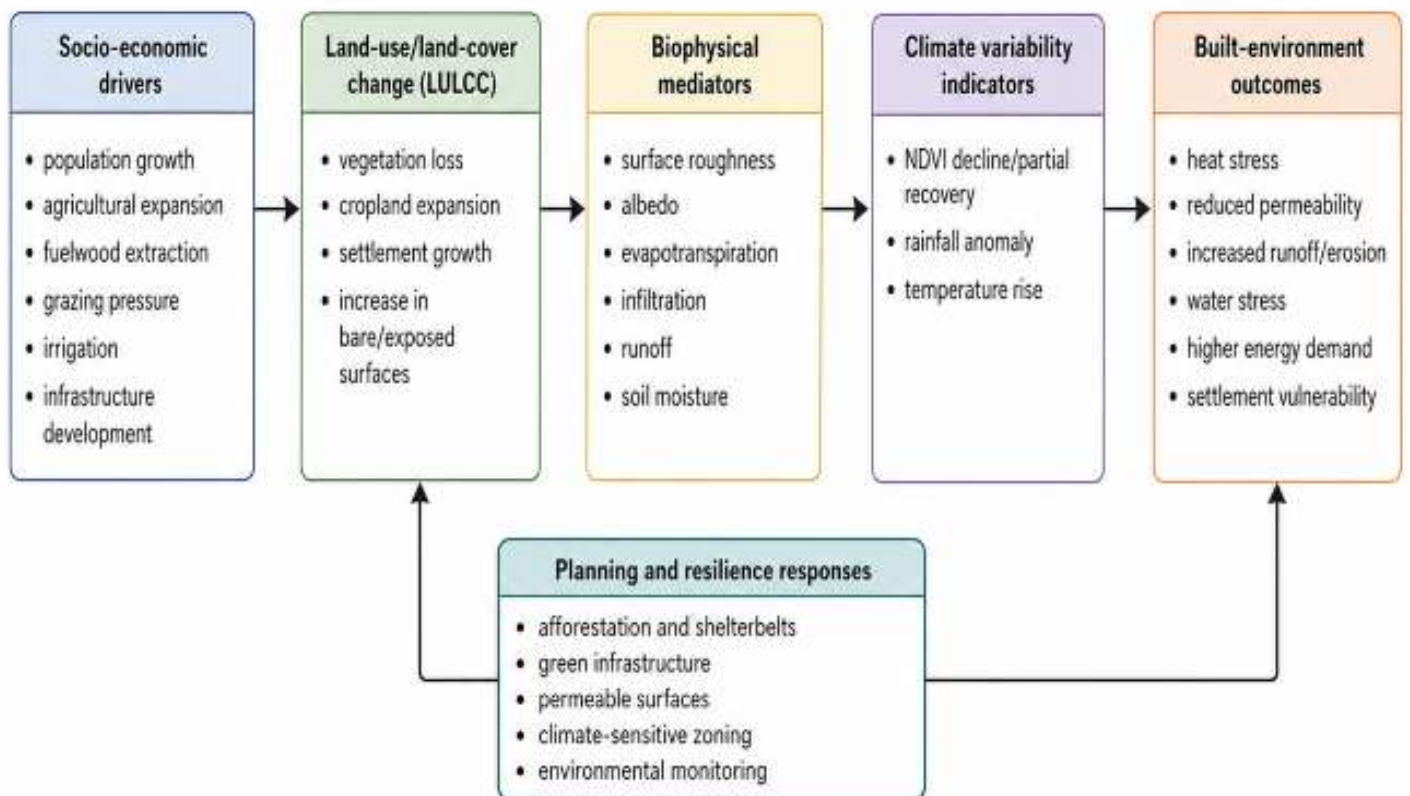 Socio-economic
drivers
• population growth
• agricultural expansion
• fuelwood extraction
• grazing pressure
• irrigation
• infrastructure
development
Land-use/land-cover
change (LULCC)
• vegetation loss
• cropland expansion
• settlement growth
• increase in
bare/exposed
surfaces
Biophysical
mediators
• surface roughness
• albedo
• evapotranspiration
• infiltration
• runoff
• soil moisture
Climate variability
indicators
• NDVI decline/partial
recovery
• rainfall anomaly
• temperature rise
Built-environment
outcomes
• heat stress
• reduced permeability
• increased runoff/erosion
• water stress
• higher energy demand
• settlement vulnerability
Planning and resilience responses
• afforestation and shelterbelts
• green infrastructure
• permeable surfaces
• climate-sensitive zoning
• environmental monitoring